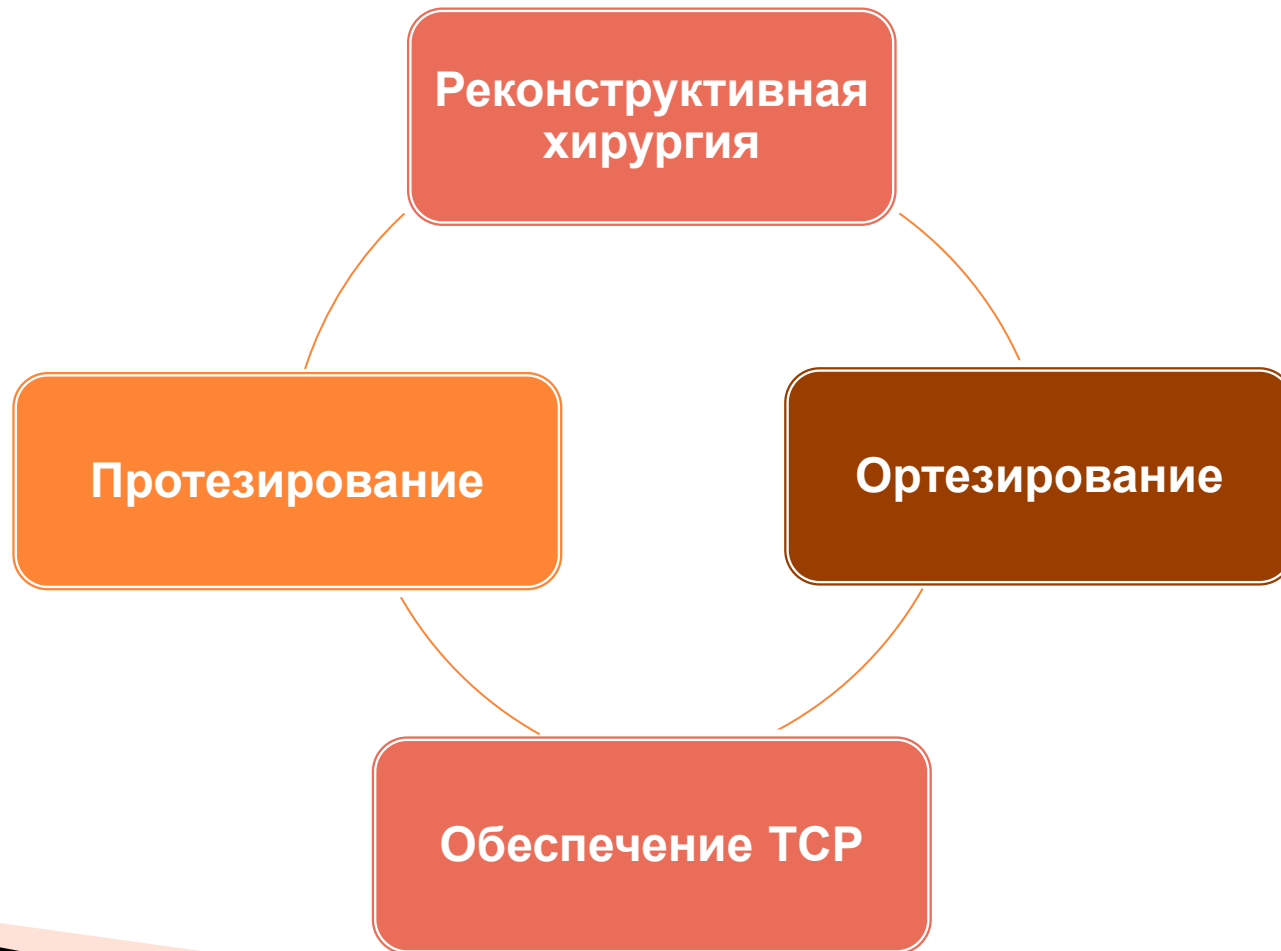 Реконструктивная
хирургия
Протезирование
Ортезирование
Обеспечение ТСР